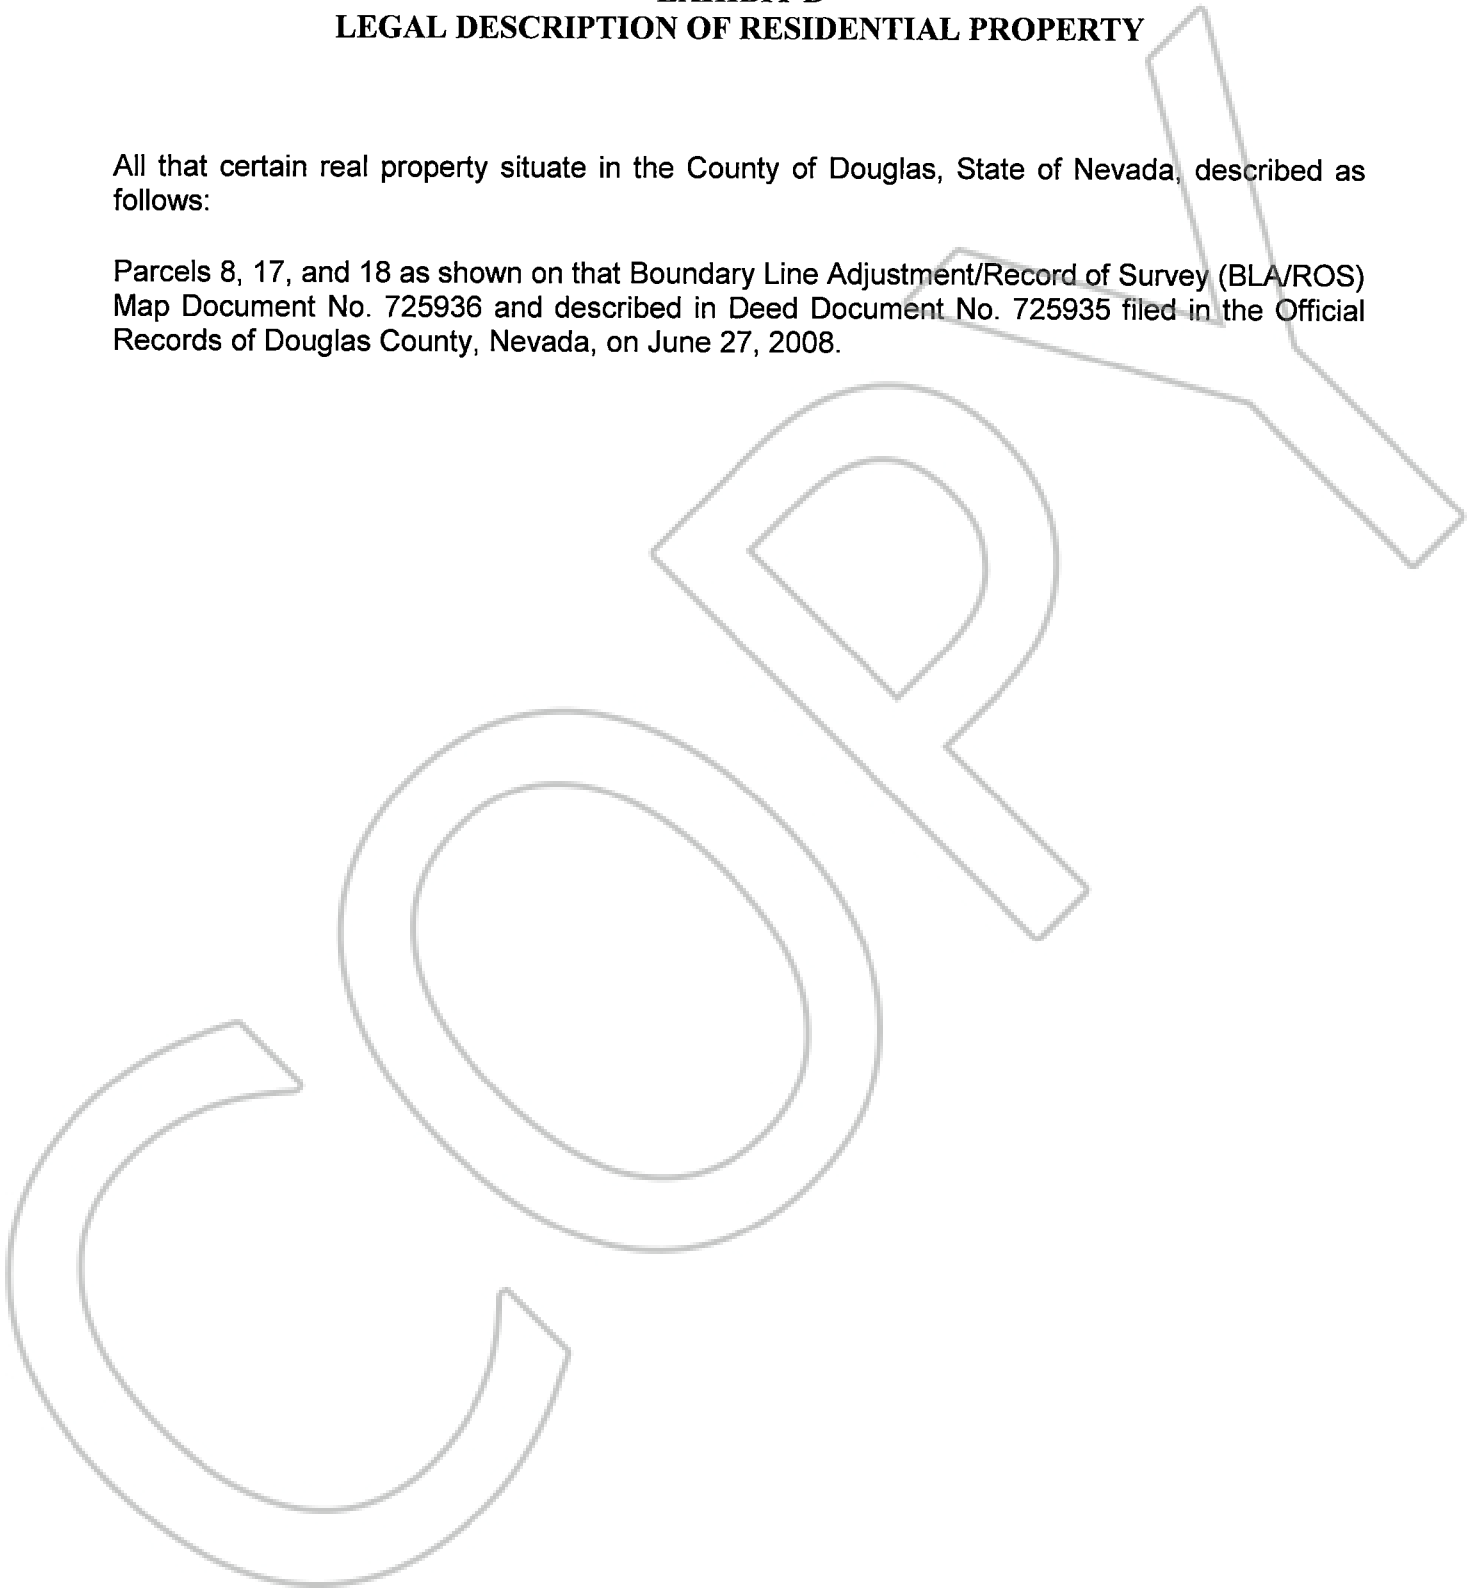 LEGAL DESCRIPTION OF RESIDENTIAL PROPERTY
All that certain real property situate in the County of Douglas, State of Nevada, described as
follows:
Parcels 8, 17, and 18 as shown on that Boundary Line Adjustment/Record of Survey (BLA/ROS)
Map Document No. 725936 and described in Deed Document No. 725935 filed in the Official
Records of Douglas County, Nevada, on June 27, 2008.
COPY